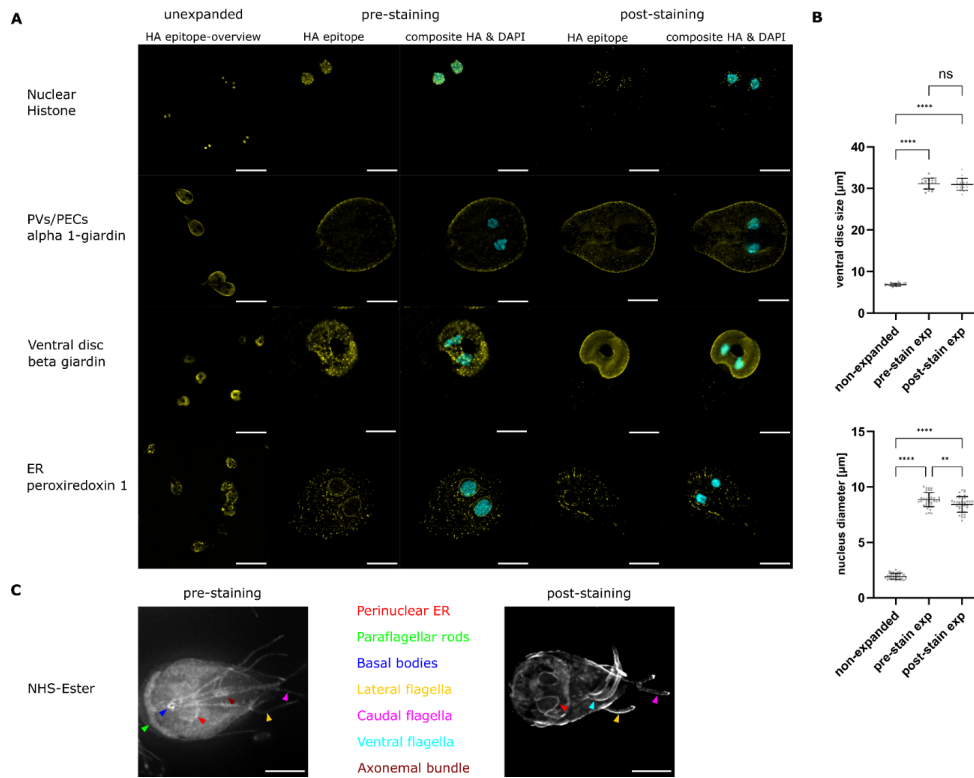 A
unexpanded
pre-staining
post-staining
HA epitope-overview
HA epitope
composite HA & DAPI
HA epitope
composite HA & DAPI
Nuclear
Histone
PVs/PECs
alpha 1-giardin
Ventral disc
beta giardin
ER
peroxiredoxin 1
B
ns
****
****
40
30
20
10
0
ventral disc size [µm]
non-expanded
pre-stain exp
post-stain exp
****
****
**
15
10
5
0
nucleus diameter [µm]
non-expanded
pre-stain exp
post-stain exp
C
pre-staining
post-staining
NHS-Ester
Perinuclear ER
Paraflagellar rods
Basal bodies
Lateral flagella
Caudal flagella
Ventral flagella
Axonemal bundle